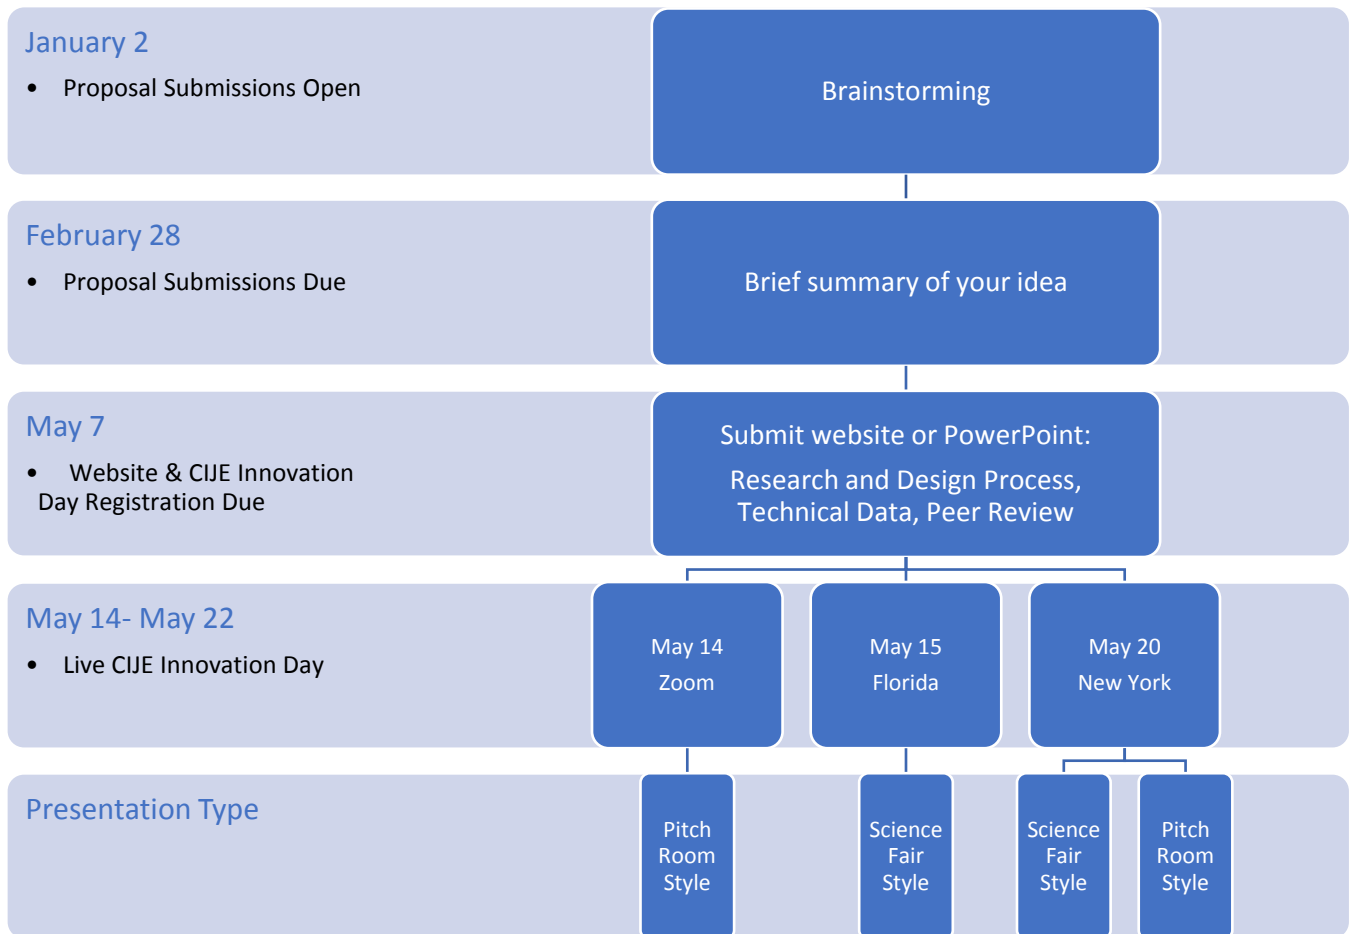 January 2
• Proposal Submissions Open
Brainstorming
February 28
• Proposal Submissions Due
Brief summary of your idea
May 7
• Website & CIJE Innovation
Day Registration Due
Submit website or PowerPoint:
Research and Design Process,
Technical Data, Peer Review
May 14- May 22
• Live CIJE Innovation Day
May 14
Zoom
May 15
Florida
May 20
New York
Presentation Type
Pitch
Room
Style
Science
Fair
Style
Science
Fair
Style
Pitch
Room
Style